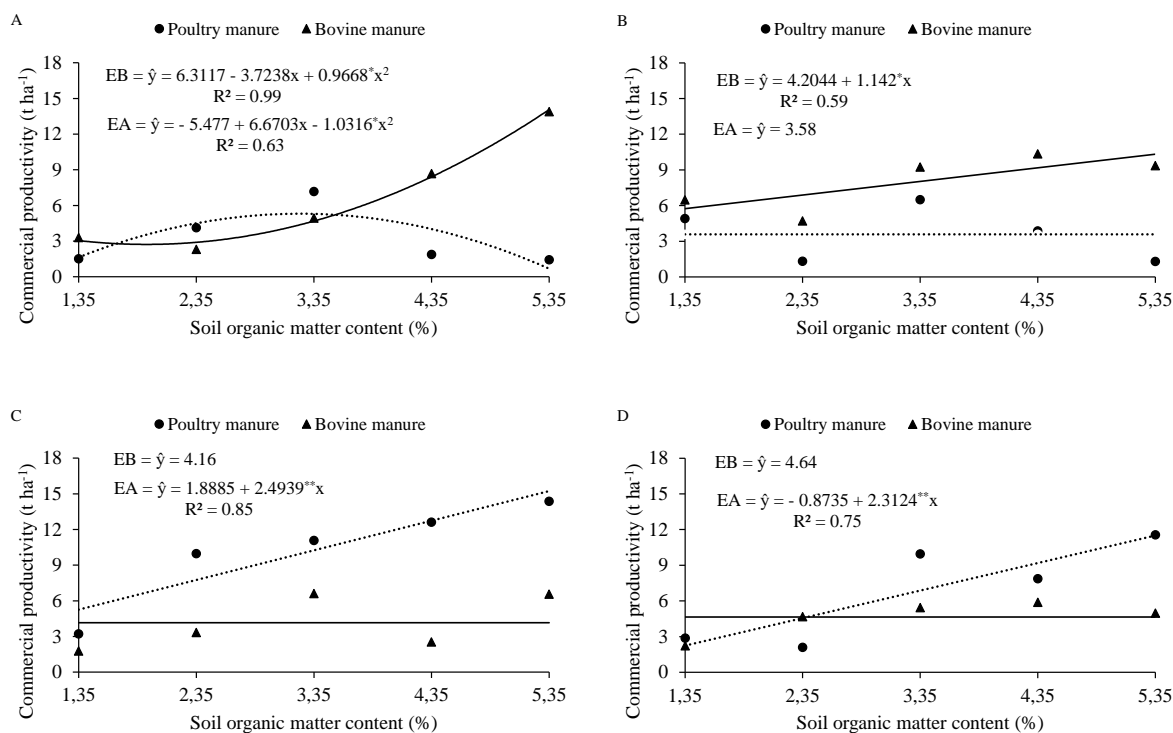 A
● Poultry manure ▲ Bovine manure
Commercial productivity (t ha⁻¹)
18
15
12
9
6
3
0
EB = ŷ = 6.3117 - 3.7238x + 0.9668*x²
R² = 0.99
EA = ŷ = - 5.477 + 6.6703x - 1.0316*x²
R² = 0.63
1,35 2,35 3,35 4,35 5,35
Soil organic matter content (%)
B
● Poultry manure ▲ Bovine manure
Commercial productivity (t ha⁻¹)
18
15
12
9
6
3
0
EB = ŷ = 4.2044 + 1.142*x
R² = 0.59
EA = ŷ = 3.58
1,35 2,35 3,35 4,35 5,35
Soil organic matter content (%)
C
● Poultry manure ▲ Bovine manure
Commercial productivity (t ha⁻¹)
18
15
12
9
6
3
0
EB = ŷ = 4.16
EA = ŷ = 1.8885 + 2.4939**x
R² = 0.85
1,35 2,35 3,35 4,35 5,35
Soil organic matter content (%)
D
● Poultry manure ▲ Bovine manure
Commercial productivity (t ha⁻¹)
18
15
12
9
6
3
0
EB = ŷ = 4.64
EA = ŷ = - 0.8735 + 2.3124**x
R² = 0.75
1,35 2,35 3,35 4,35 5,35
Soil organic matter content (%)